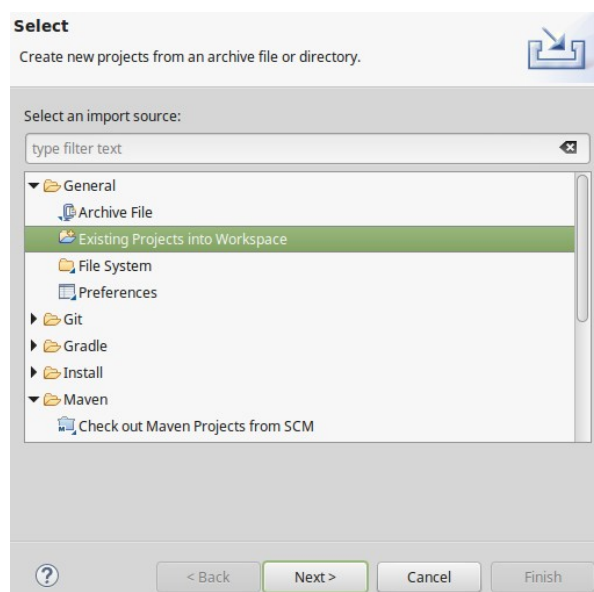 Select
Create new projects from an archive file or directory.
Select an import source:
type filter text
General
Archive File
Existing Projects into Workspace
File System
Preferences
Git
Gradle
Install
Maven
Check out Maven Projects from SCM
< Back Next > Cancel Finish